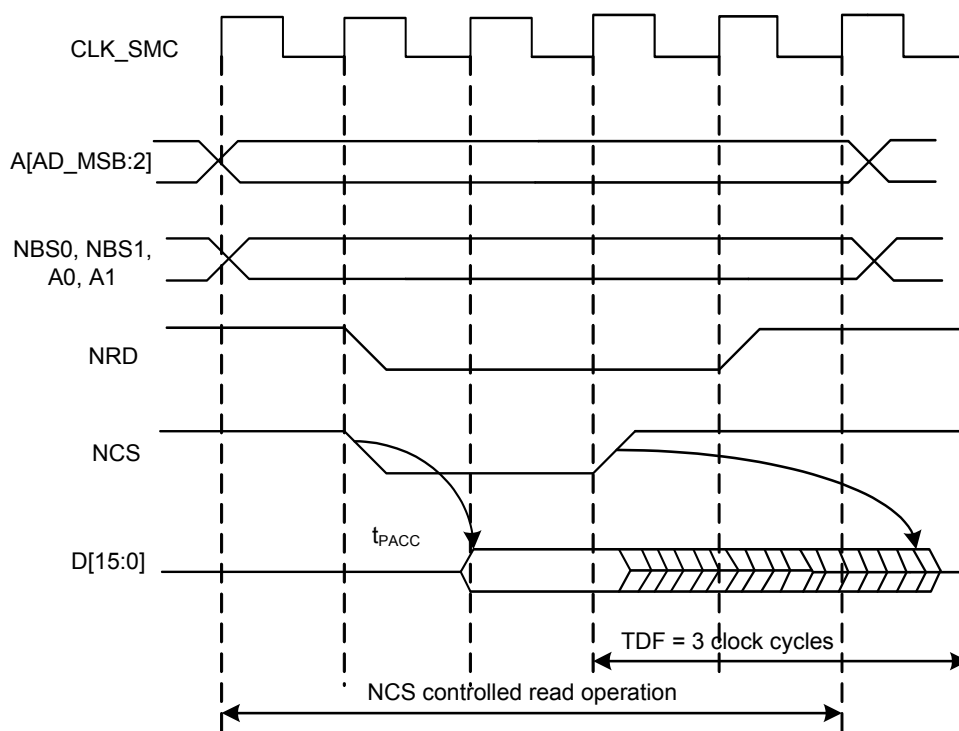 CLK_SMC
A[AD_MSB:2]
NBS0, NBS1,
A0, A1
NRD
NCS
tPACC
D[15:0]
TDF = 3 clock cycles
NCS controlled read operation